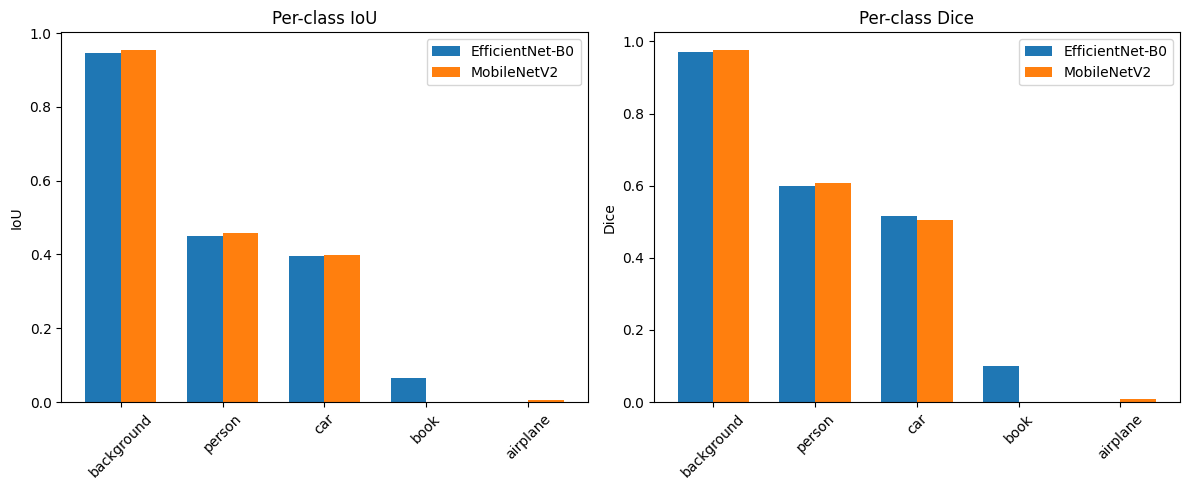 Per-class IoU
EfficientNet-B0
MobileNetV2
IoU
1.0
0.8
0.6
0.4
0.2
0.0
background
person
car
book
airplane
Per-class Dice
EfficientNet-B0
MobileNetV2
Dice
1.0
0.8
0.6
0.4
0.2
0.0
background
person
car
book
airplane